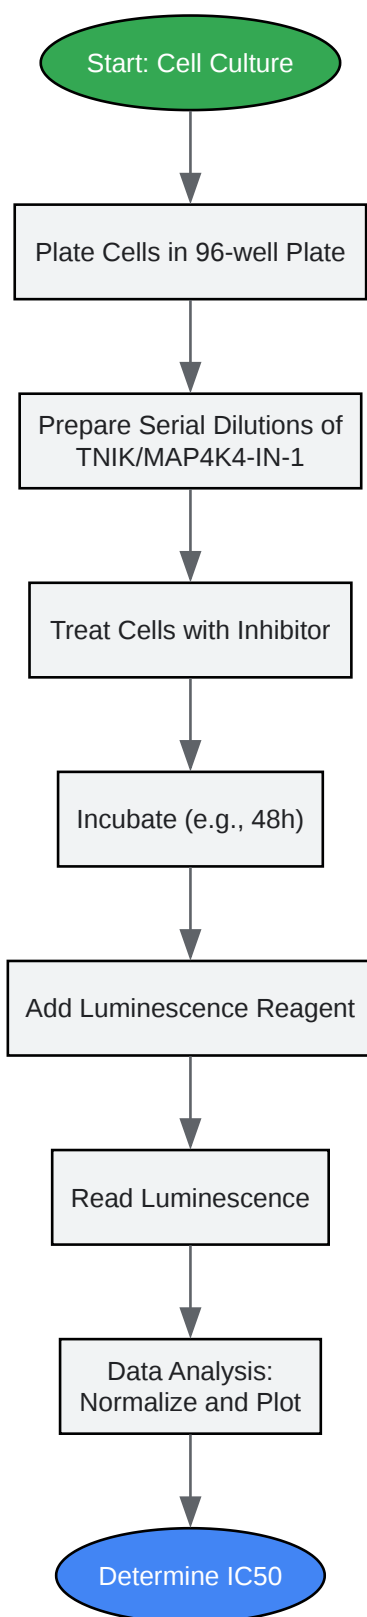 Start: Cell Culture
Plate Cells in 96-well Plate
Prepare Serial Dilutions of
TNIK/MAP4K4-IN-1
Treat Cells with Inhibitor
Incubate (e.g., 48h)
Add Luminescence Reagent
Read Luminescence
Data Analysis:
Normalize and Plot
Determine IC50